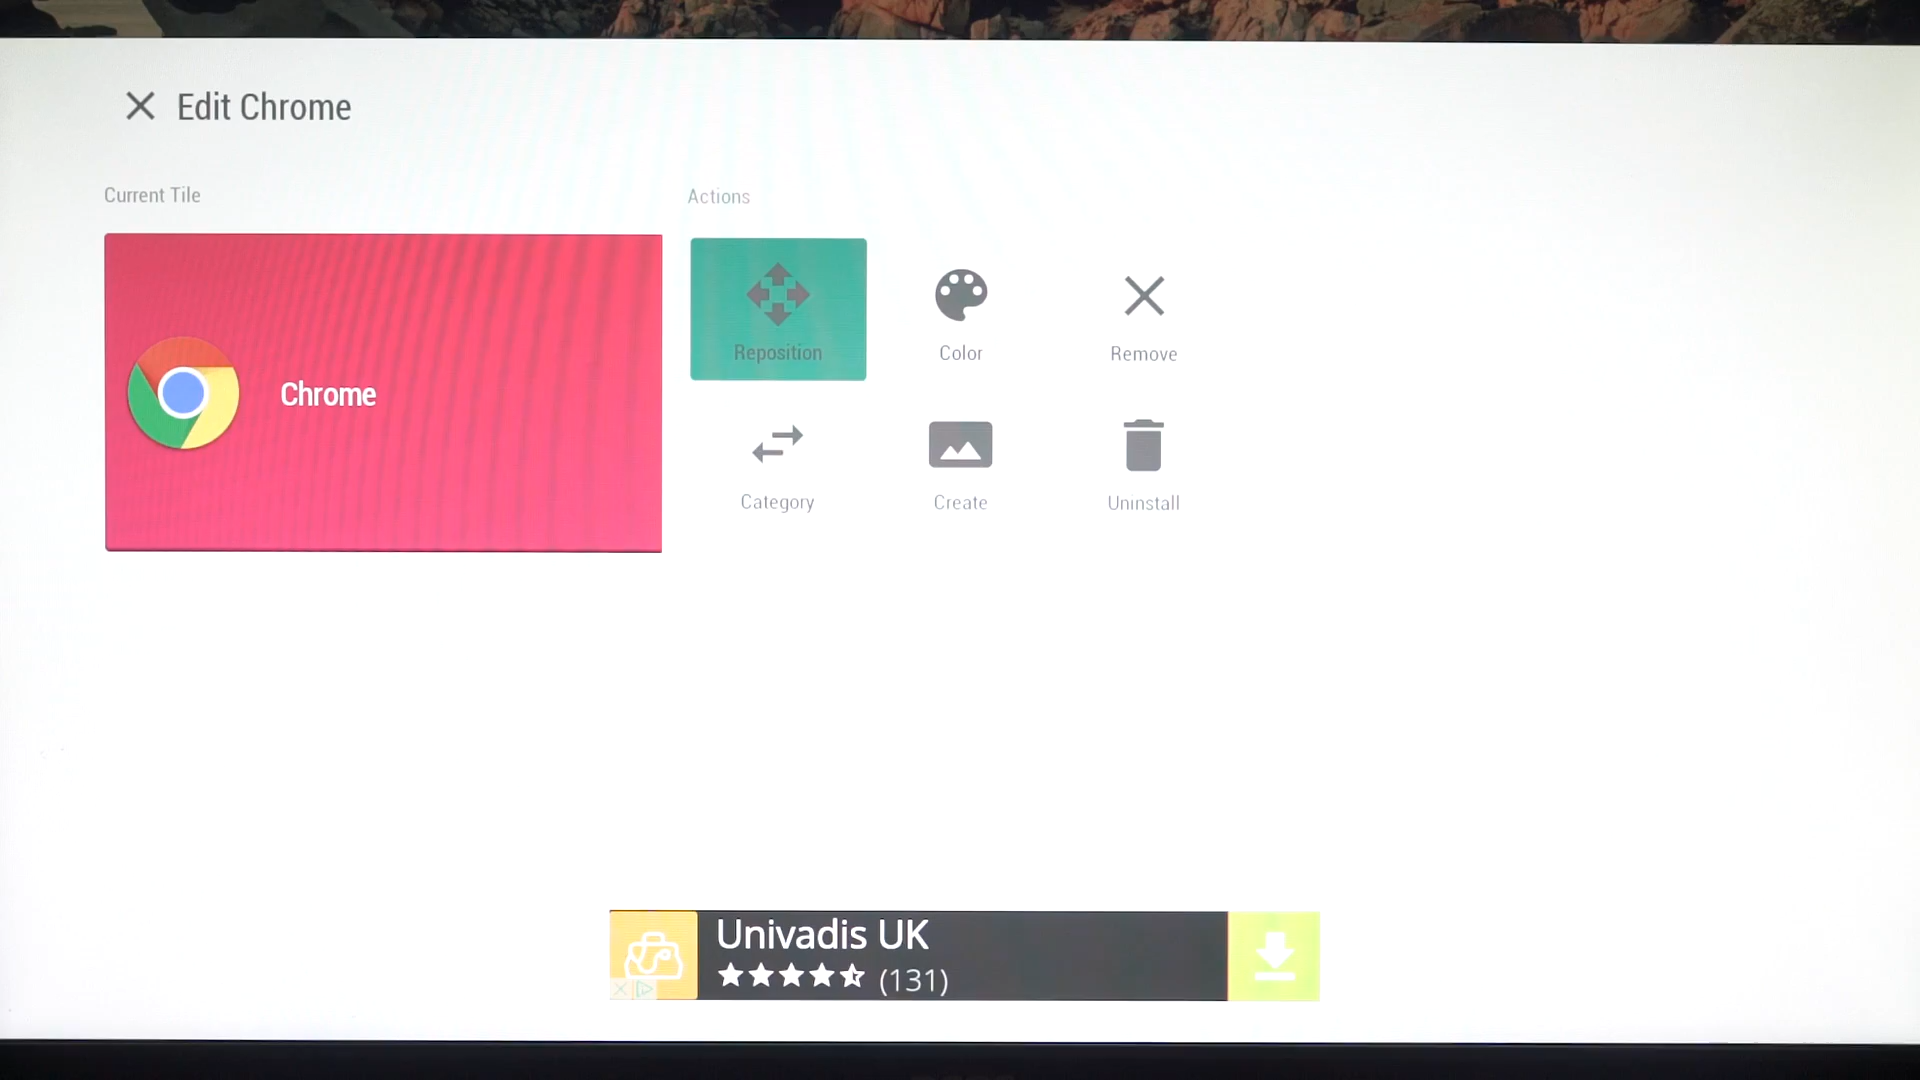 Edit Chrome
Current Tile
Actions
Chrome
Reposition
Color
Remove
Category
Create
Uninstall
Univadis UK
(131)